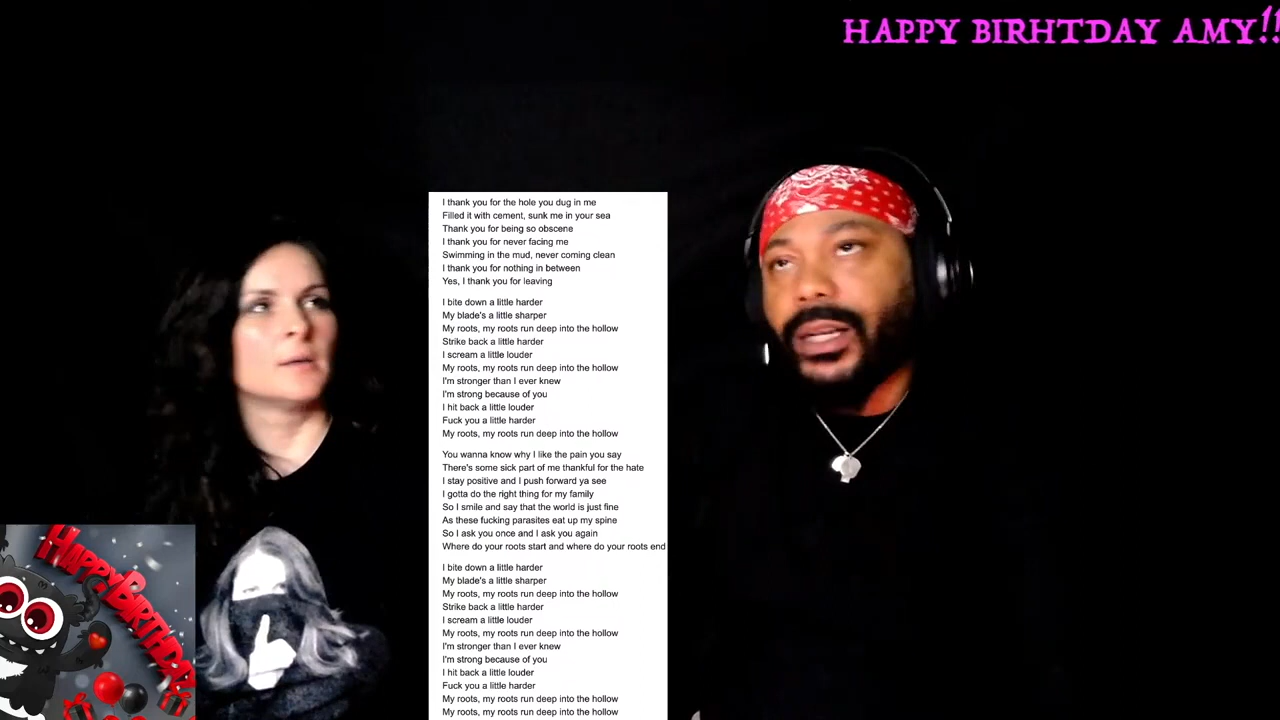 HAPPY BIRHTDAY AMY!!
I thank you for the hole you dug in me
Filled it with cement, sunk me in your sea
Thank you for being so obscene
I thank you for never facing me
Swimming in the mud, never coming clean
I thank you for nothing in between
Yes, I thank you for leaving
I bite down a little harder
My blade's a little sharper
My roots, my roots run deep into the hollow
Strike back a little harder
I scream a little louder
My roots, my roots run deep into the hollow
I'm stronger than I ever knew
I'm strong because of you
I hit back a little louder
Fuck you a little harder
My roots, my roots run deep into the hollow
You wanna know why I like the pain you say
There's some sick part of me thankful for the hate
I stay positive and I push forward ya see
I gotta do the right thing for my family
So I smile and say that the world is just fine
As these fucking parasites eat up my spine
So I ask you once and I ask you again
Where do your roots start and where do your roots end
I bite down a little harder
My blade's a little sharper
My roots, my roots run deep into the hollow
Strike back a little harder
I scream a little louder
My roots, my roots run deep into the hollow
I'm stronger than I ever knew
I'm strong because of you
I hit back a little louder
Fuck you a little harder
My roots, my roots run deep into the hollow
My roots, my roots run deep into the hollow
HAPPY BIRTHDAY